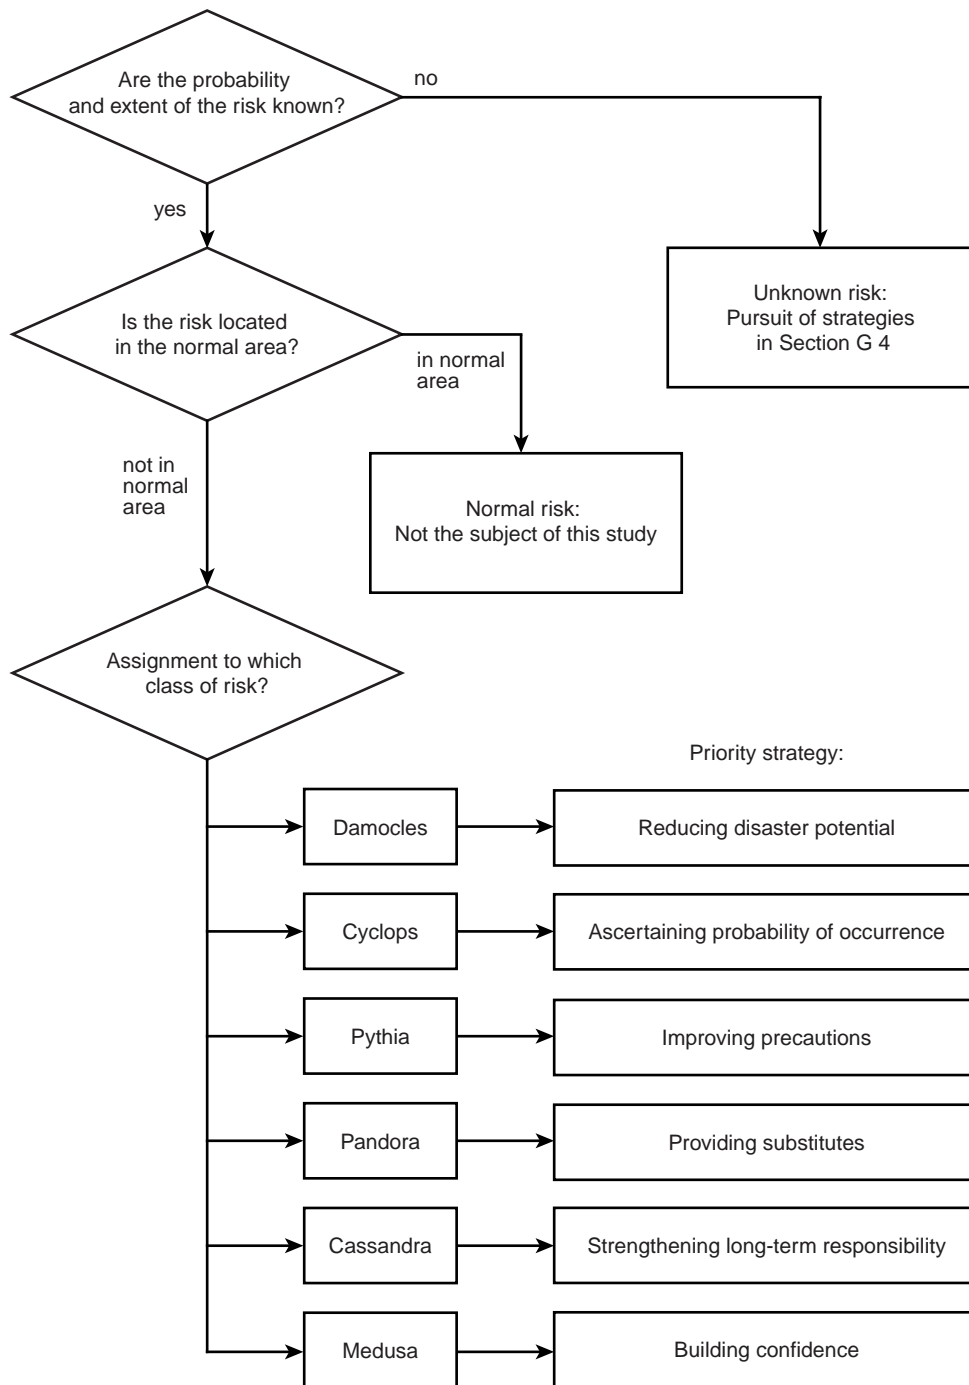 Are the probability
and extent of the risk known?
no
yes
Unknown risk:
Pursuit of strategies
in Section G 4
Is the risk located
in the normal area?
in normal
area
not in
normal
area
Normal risk:
Not the subject of this study
Assignment to which
class of risk?
Priority strategy:
Damocles
Reducing disaster potential
Cyclops
Ascertaining probability of occurrence
Pythia
Improving precautions
Pandora
Providing substitutes
Cassandra
Strengthening long-term responsibility
Medusa
Building confidence